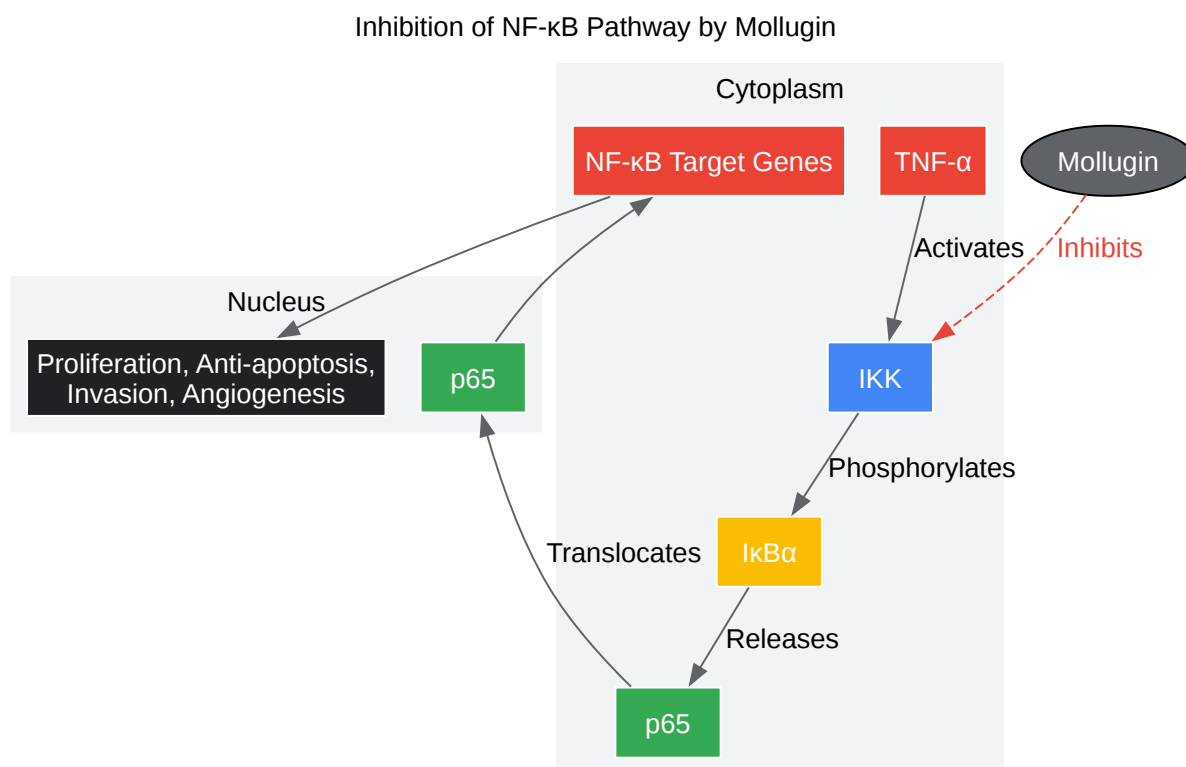 Inhibition of NF-κB Pathway by Mollugin
Cytoplasm
NF-κB Target Genes
TNF-α
Mollugin
Activates
Inhibits
Nucleus
Proliferation, Anti-apoptosis,
Invasion, Angiogenesis
p65
IKK
Phosphorylates
Translocates
IκBα
Releases
p65